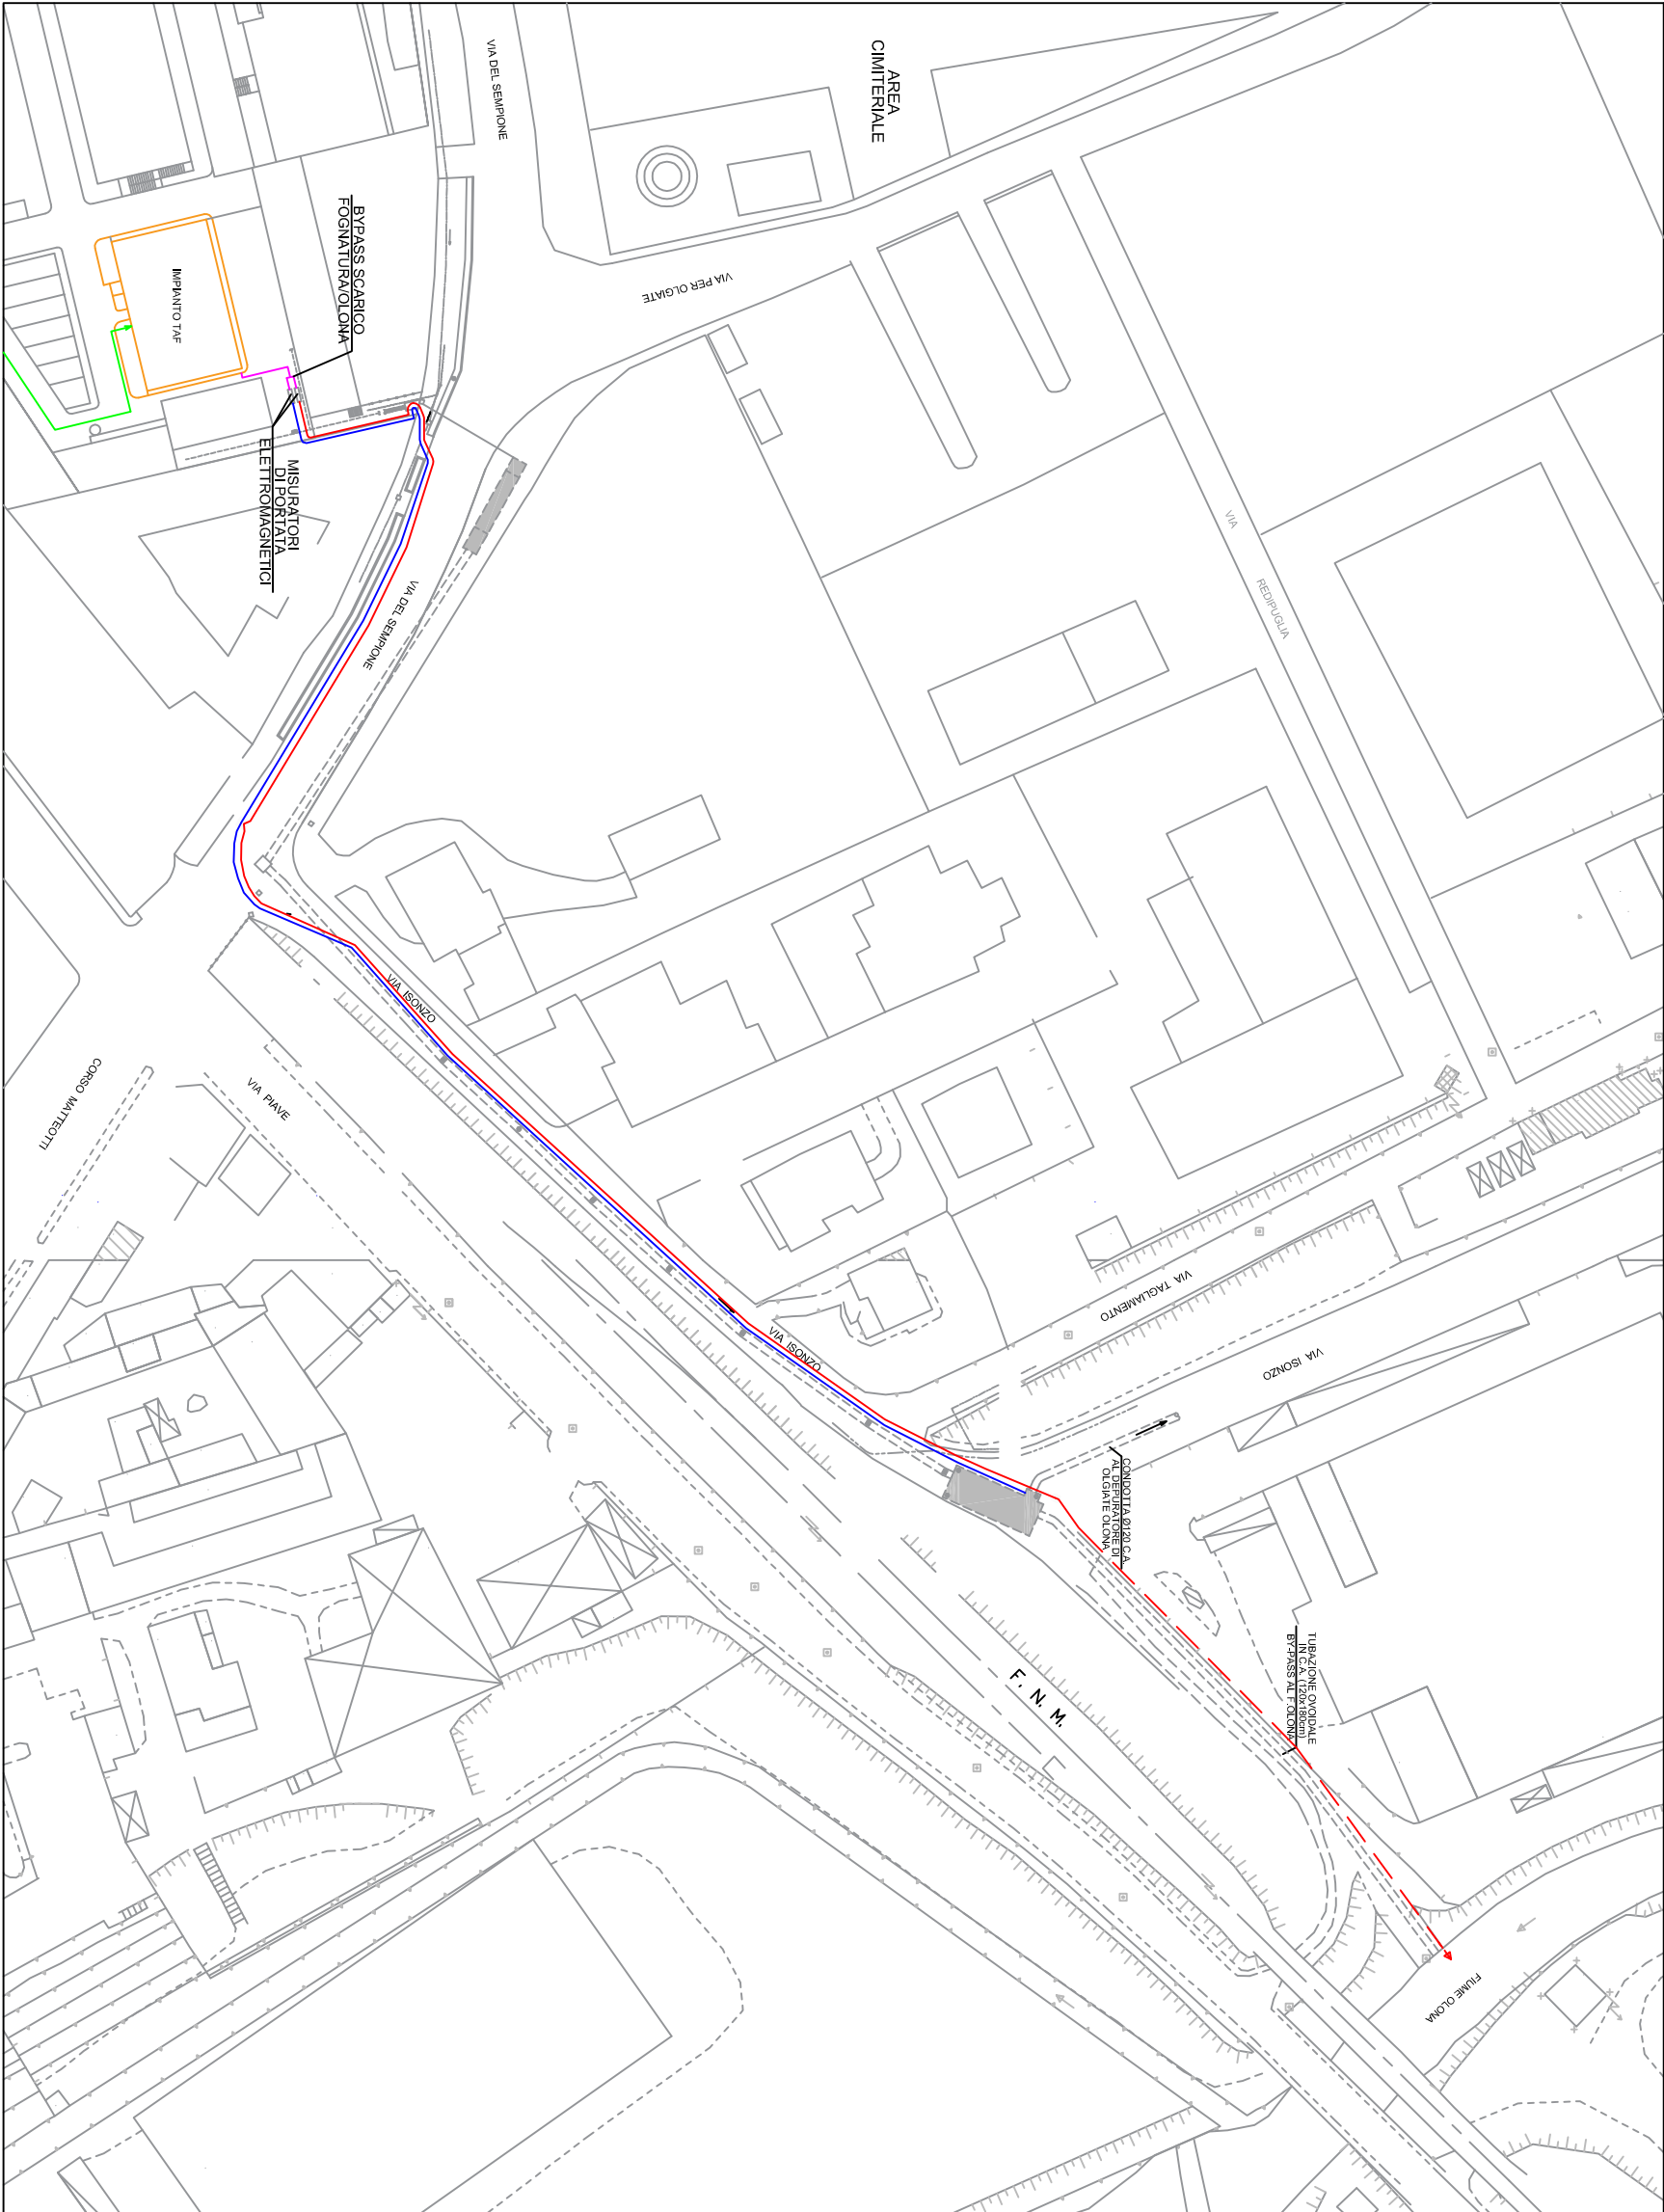 VIA DEL SEMPIONE
AREA
CIMITERIALE
BYPASS SCARICO
FOGNATURA/OLONA
IMPIANTO TAF
VIA PER OLGIATE
MISURATORI
DI PORTATA
ELETTROMAGNETICI
VIA
REDIPUGLIA
VIA DEL SEMPIONE
VIA ISONZO
CORSO MATTEOTTI
VIA PIAVE
VIA TAGLIAMENTO
VIA ISONZO
VIA ISONZO
CONDOTTA Ø120 C.A.
AL DEPURATORE DI
OLGIATE OLONA
TUBAZIONE OVOIDALE
IN C.A. (120x180cm)
BY-PASS AL F.OLONA
F. N. M.
FIUME OLONA